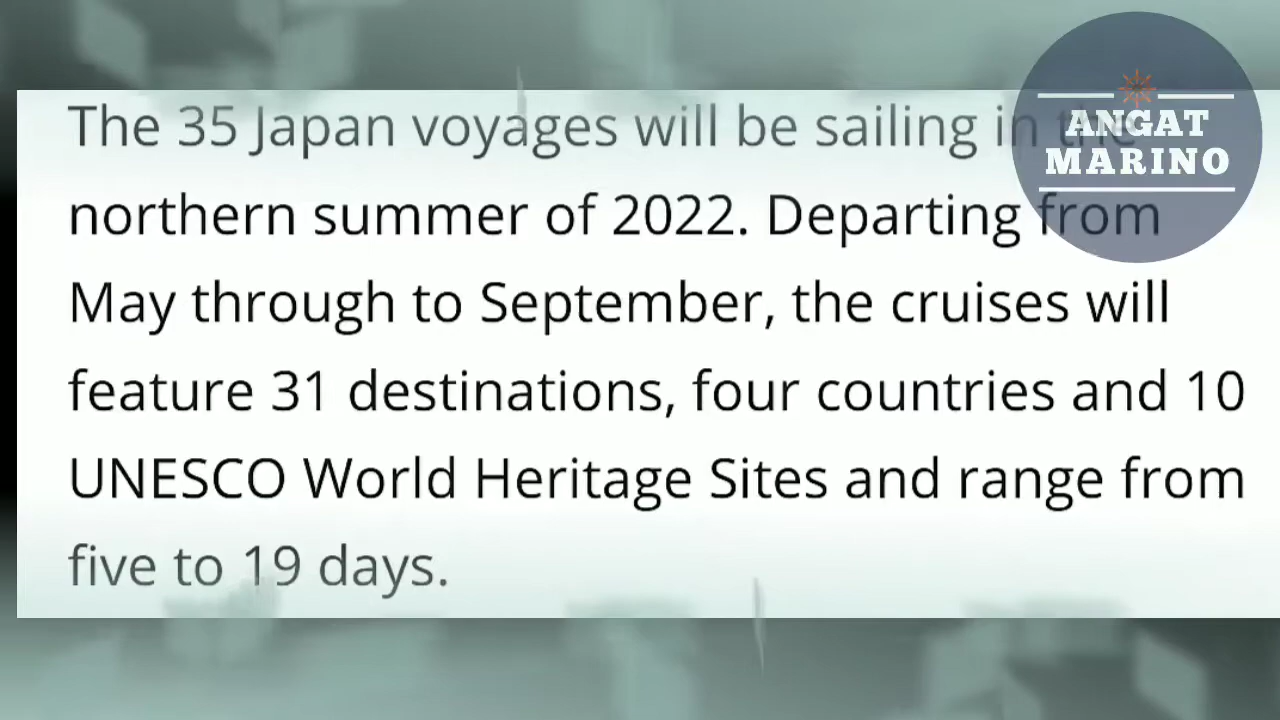 The 35 Japan voyages will be sailing in the
northern summer of 2022. Departing from
May through to September, the cruises will
feature 31 destinations, four countries and 10
UNESCO World Heritage Sites and range from
five to 19 days.
ANGAT
MARINO